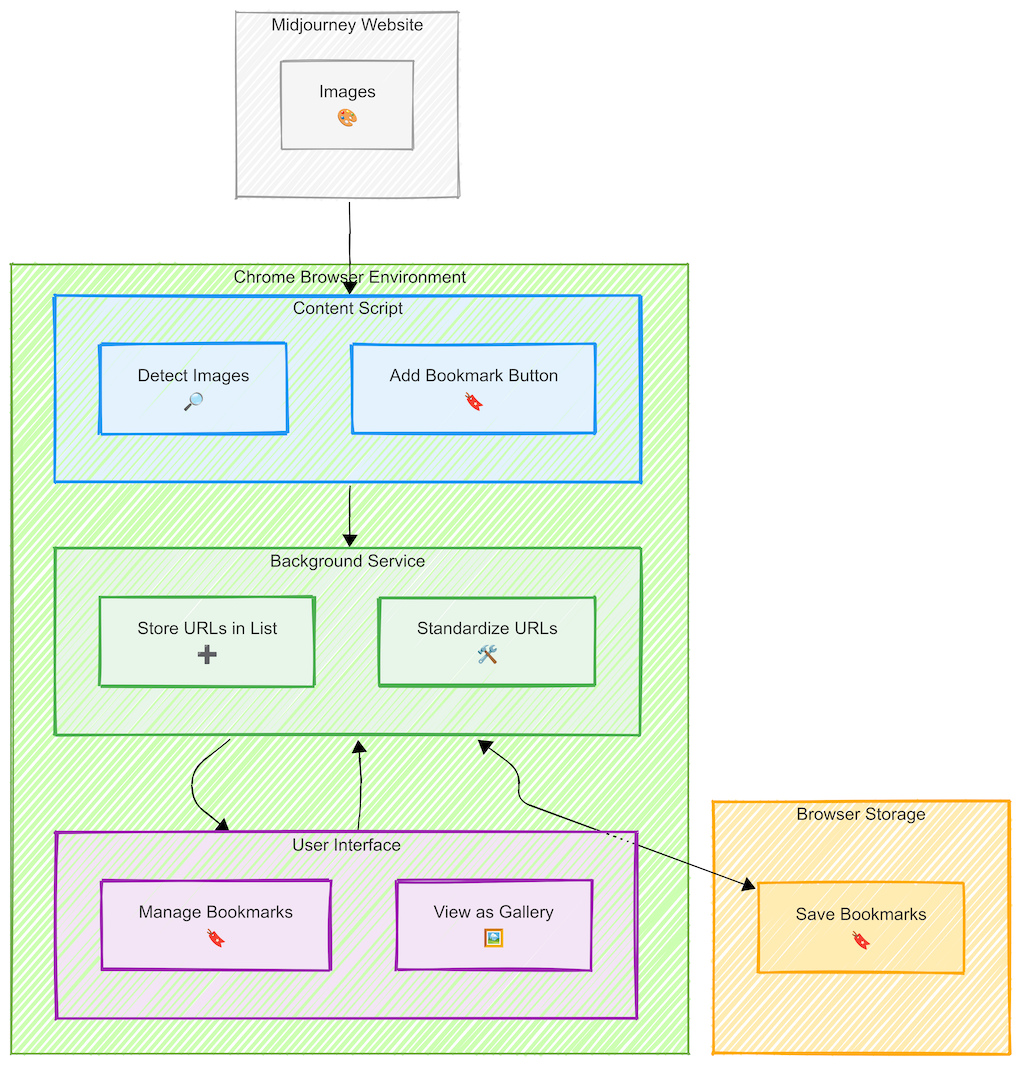 Midjourney Website
Images
Chrome Browser Environment
Content Script
Detect Images
Add Bookmark Button
Background Service
Store URLs in List
Standardize URLs
User Interface
Manage Bookmarks
View as Gallery
Browser Storage
Save Bookmarks